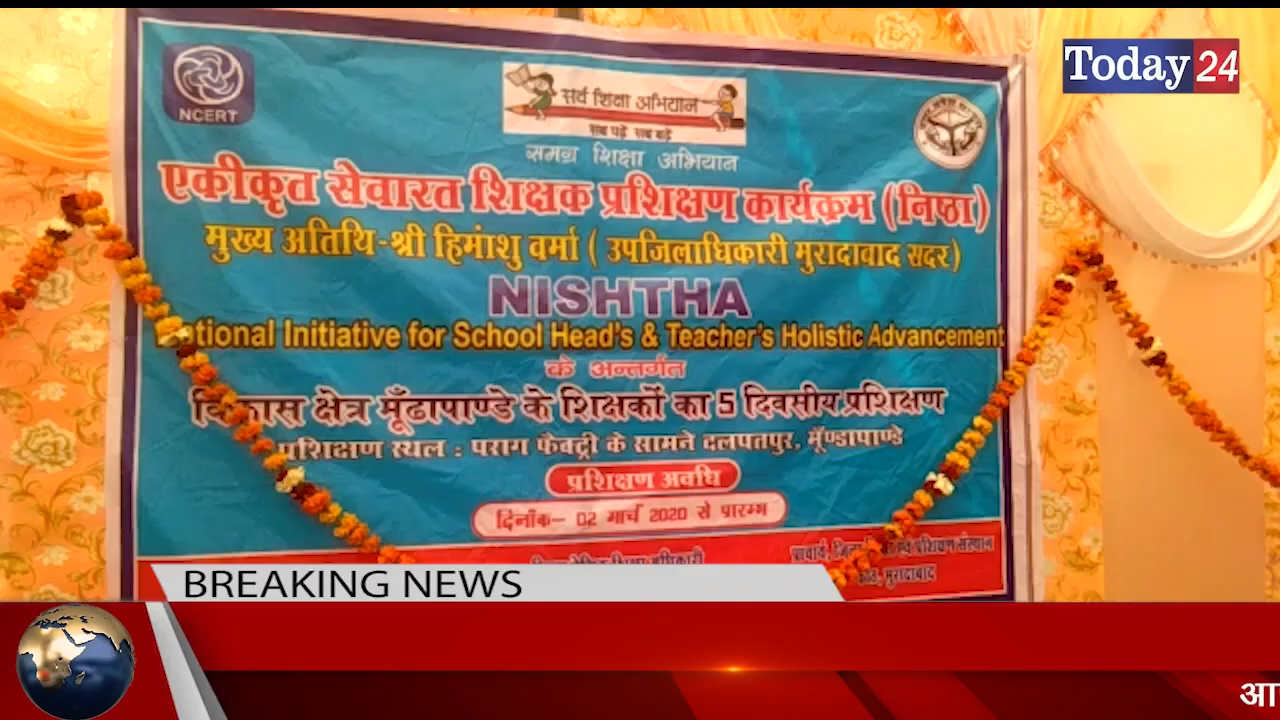 Today 24
NCERT
सर्व शिक्षा अभियान
सब पढ़ें सब बढ़ें
समग्र शिक्षा अभियान
एकीकृत सेवारत शिक्षक प्रशिक्षण कार्यक्रम (निष्ठा)
मुख्य अतिथि-श्री हिमांशु वर्मा ( उपजिलाधिकारी मुरादाबाद सदर)
NISHTHA
Initiative for School Head's & Teacher's Holistic Advancement
के अन्तर्गत
क्षेत्र मूँढापाण्डे के शिक्षकों का 5 दिवसीय प्रशिक्षण
प्रशिक्षण स्थल : पराग फैक्ट्री के सामने दलपतपुर, मूँण्डापाण्डे
प्रशिक्षण अवधि
दिनाँक- 02 मार्च 2020 से प्रारम्भ
प्राचार्य,
मुरादाबाद
BREAKING NEWS